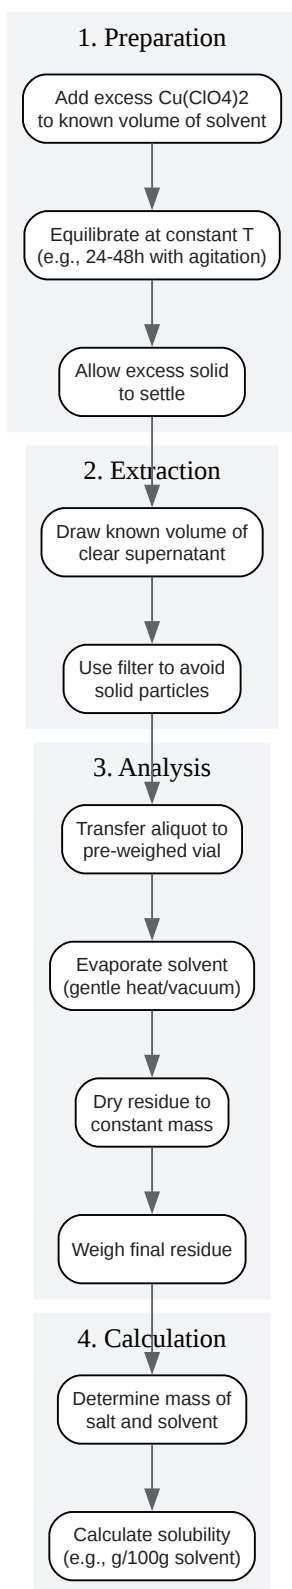 1. Preparation
Add excess Cu(ClO4)2
to known volume of solvent
Equilibrate at constant T
(e.g., 24-48h with agitation)
Allow excess solid
to settle
2. Extraction
Draw known volume of
clear supernatant
Use filter to avoid
solid particles
3. Analysis
Transfer aliquot to
pre-weighed vial
Evaporate solvent
(gentle heat/vacuum)
Dry residue to
constant mass
Weigh final residue
4. Calculation
Determine mass of
salt and solvent
Calculate solubility
(e.g., g/100g solvent)